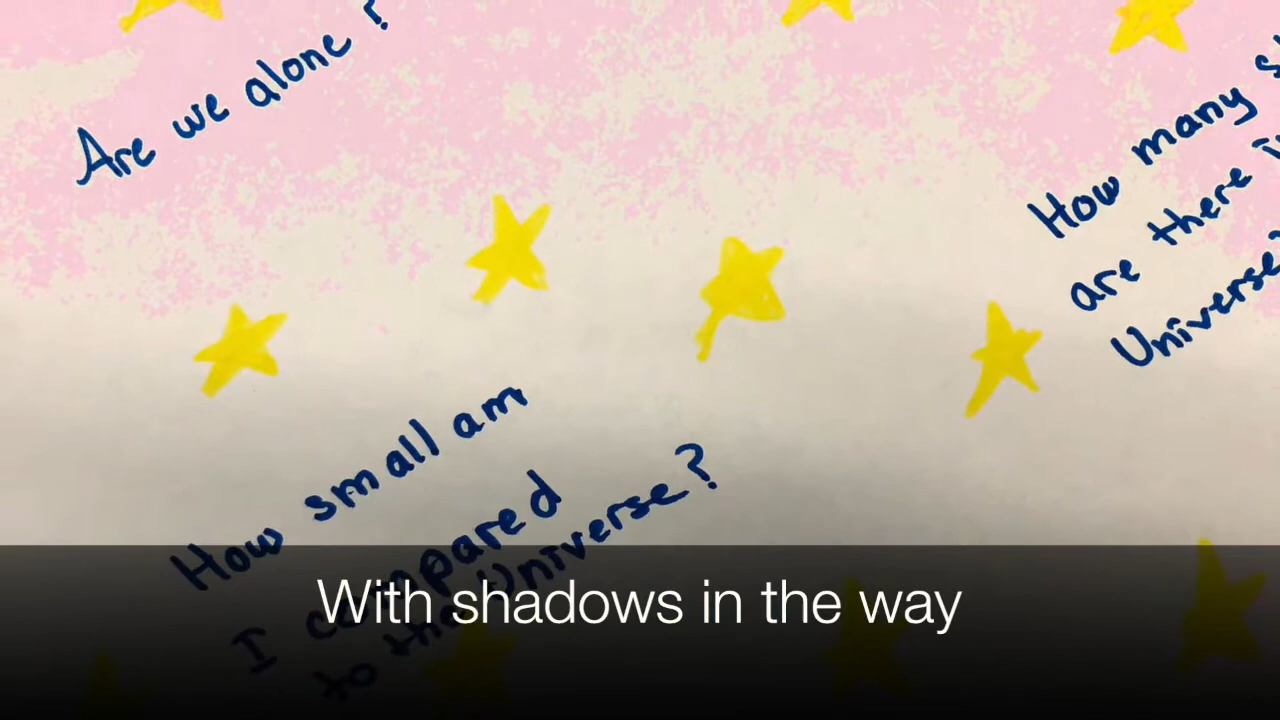 Are we alone?
How many
are there
Universe?
How small am
I compared
to the Universe?
With shadows in the way